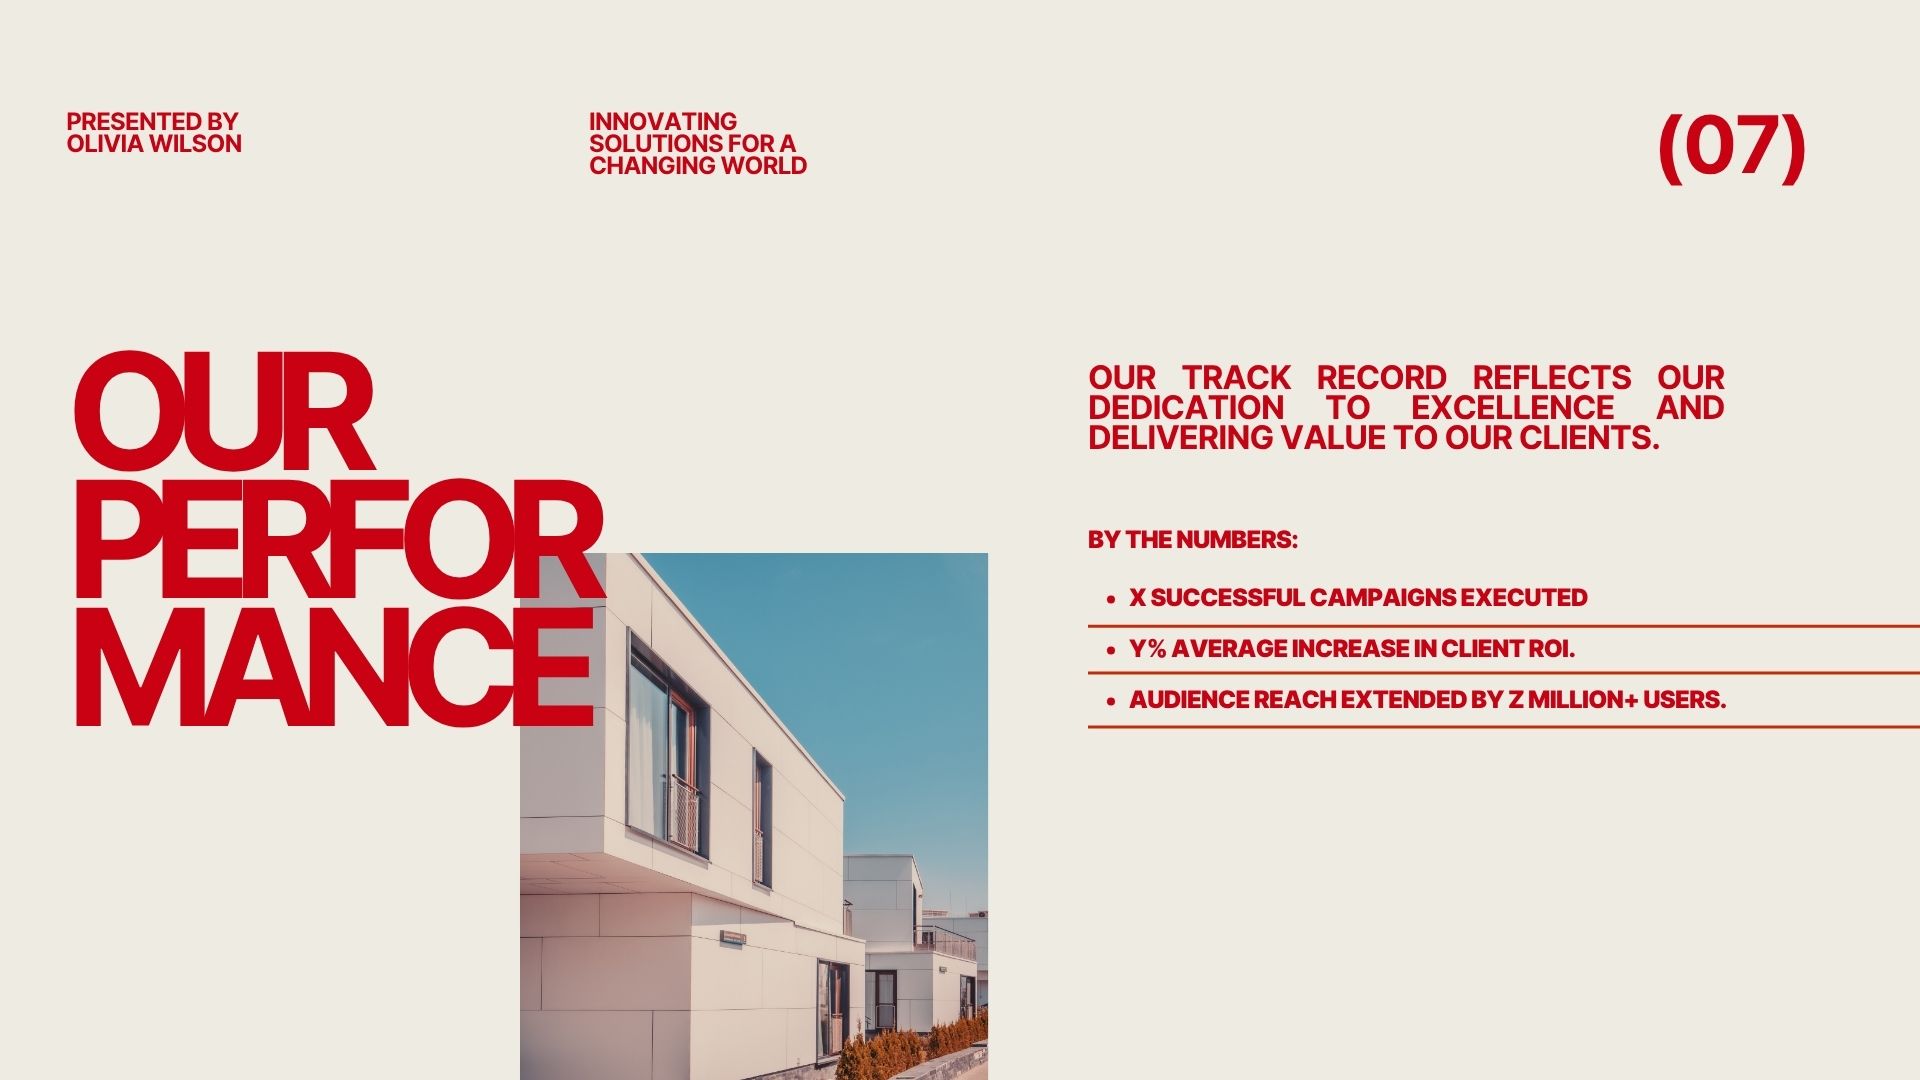 PRESENTED BY
OLIVIA WILSON
INNOVATING
SOLUTIONS FOR A
CHANGING WORLD
(07)
OUR
PERFOR
MANCE
OUR TRACK RECORD REFLECTS OUR
DEDICATION TO EXCELLENCE AND
DELIVERING VALUE TO OUR CLIENTS.
BY THE NUMBERS:
• X SUCCESSFUL CAMPAIGNS EXECUTED
• Y% AVERAGE INCREASE IN CLIENT ROI.
• AUDIENCE REACH EXTENDED BY Z MILLION+ USERS.